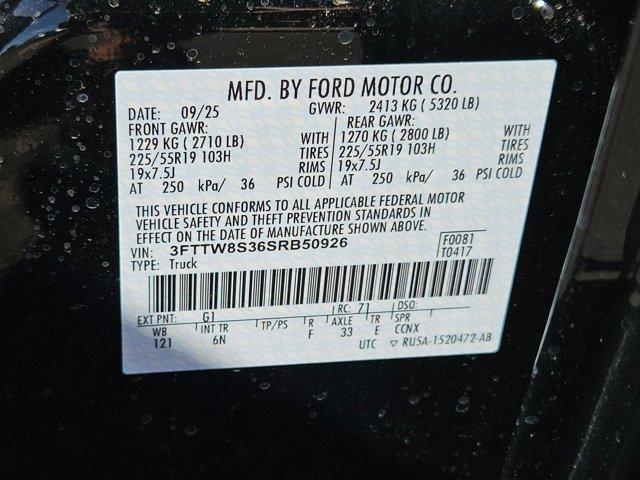 MFD. BY FORD MOTOR CO.
DATE: 09/25 GVWR: 2413 KG ( 5320 LB)
FRONT GAWR: REAR GAWR:
1229 KG ( 2710 LB) WITH 1270 KG ( 2800 LB) WITH
225/55R19 103H TIRES 225/55R19 103H TIRES
19x7.5J RIMS 19x7.5J RIMS
AT 250 kPa/ 36 PSI COLD AT 250 kPa/ 36 PSI COLD
THIS VEHICLE CONFORMS TO ALL APPLICABLE FEDERAL MOTOR
VEHICLE SAFETY AND THEFT PREVENTION STANDARDS IN
EFFECT ON THE DATE OF MANUFACTURE SHOWN ABOVE.
VIN: 3FTTW8S36SRB50926 F0081
TYPE: Truck T0417
EXT PNT: G1 RC: 71 DSO:
WB INT TR TP/PS R AXLE TR SPR
121 6N F 33 E CCNX
UTC ▽ RU5A-1520472-AB